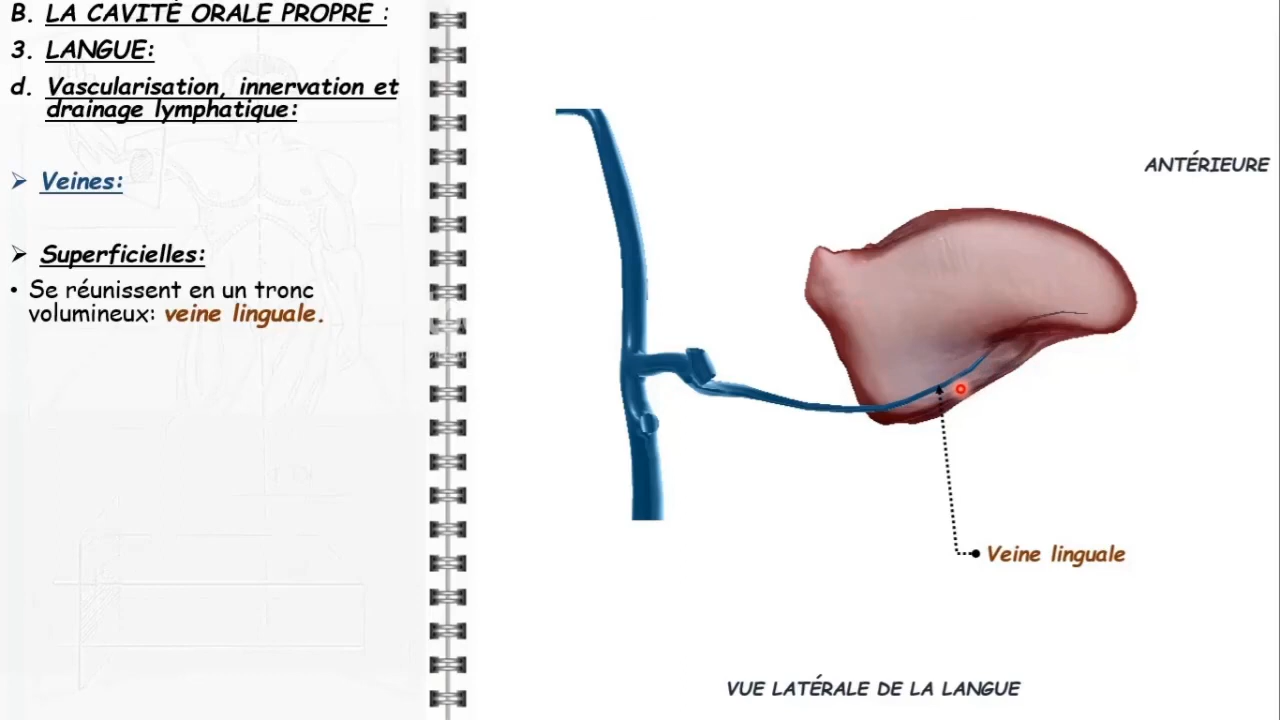 B. LA CAVITÉ ORALE PROPRE :
3. LANGUE:
d. Vascularisation, innervation et
drainage lymphatique:
➢ Veines:
➢ Superficielles:
• Se réunissent en un tronc
volumineux: veine linguale.
ANTÉRIEURE
Veine linguale
VUE LATÉRALE DE LA LANGUE